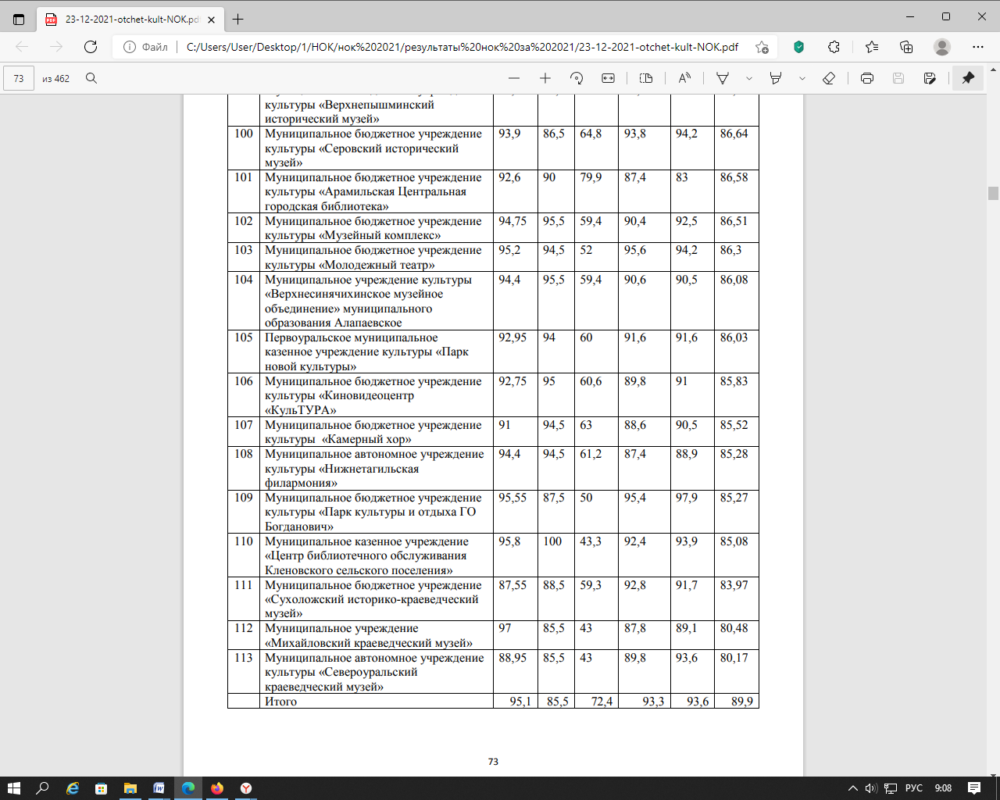 23-12-2021-otchet-kult-NOK.pdf
Файл
C:/Users/User/Desktop/1/НОК/нок%202021/результаты%20нок%20за%202021/23-12-2021-otchet-kult-NOK.pdf
73 из 462
культуры «Верхнепышминский
исторический музей»
100 Муниципальное бюджетное учреждение 93,9 86,5 64,8 93,8 94,2 86,64
культуры «Серовский исторический
музей»
101 Муниципальное бюджетное учреждение 92,6 90 79,9 87,4 83 86,58
культуры «Арамильская Центральная
городская библиотека»
102 Муниципальное бюджетное учреждение 94,75 95,5 59,4 90,4 92,5 86,51
культуры «Музейный комплекс»
103 Муниципальное бюджетное учреждение 95,2 94,5 52 95,6 94,2 86,3
культуры «Молодежный театр»
104 Муниципальное учреждение культуры 94,4 95,5 59,4 90,6 90,5 86,08
«Верхнесинячихинское музейное
объединение» муниципального
образования Алапаевское
105 Первоуральское муниципальное 92,95 94 60 91,6 91,6 86,03
казенное учреждение культуры «Парк
новой культуры»
106 Муниципальное бюджетное учреждение 92,75 95 60,6 89,8 91 85,83
культуры «Киновидеоцентр
«КульТУРА»
107 Муниципальное бюджетное учреждение 91 94,5 63 88,6 90,5 85,52
культуры «Камерный хор»
108 Муниципальное автономное учреждение 94,4 94,5 61,2 87,4 88,9 85,28
культуры «Нижнетагильская
филармония»
109 Муниципальное бюджетное учреждение 95,55 87,5 50 95,4 97,9 85,27
культуры «Парк культуры и отдыха ГО
Богданович»
110 Муниципальное казенное учреждение 95,8 100 43,3 92,4 93,9 85,08
«Центр библиотечного обслуживания
Кленовского сельского поселения»
111 Муниципальное бюджетное учреждение 87,55 88,5 59,3 92,8 91,7 83,97
«Сухоложский историко-краеведческий
музей»
112 Муниципальное учреждение 97 85,5 43 87,8 89,1 80,48
«Михайловский краеведческий музей»
113 Муниципальное автономное учреждение 88,95 85,5 43 89,8 93,6 80,17
культуры «Североуральский
краеведческий музей»
Итого 95,1 85,5 72,4 93,3 93,6 89,9
73
РУС 9:08